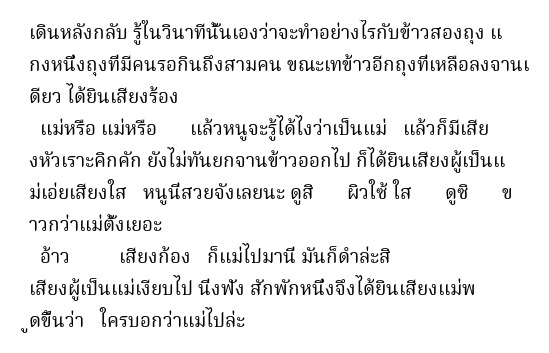 เดินหลังกลับ รู้ในวินาทีนั้นเองว่าจะทำอย่างไรกับข้าวสองถุง แ
กงหนึ่งถุงที่มีคนรอกินถึงสามคน ขณะเทข้าวอีกถุงที่เหลือลงจานเ
ดียว ได้ยินเสียงร้อง
แม่หรือ แม่หรือ แล้วหนูจะรู้ได้ไงว่าเป็นแม่ แล้วก็มีเสีย
งหัวเราะคิกคัก ยังไม่ทันยกจานข้าวออกไป ก็ได้ยินเสียงผู้เป็นแ
ม่เอ่ยเสียงใส หนูนี่สวยจังเลยนะ ดูสิ ผิวใช้ ใส ดูซิ ข
าวกว่าแม่ตั้งเยอะ
อ้าว เสียงก้อง ก็แม่ไปมานี่ มันก็ดำล่ะสิ
เสียงผู้เป็นแม่เงียบไป นึ่งฟัง สักพักหนึ่งจึงได้ยินเสียงแม่พ
ูดขึ้นว่า ใครบอกว่าแม่ไปล่ะ